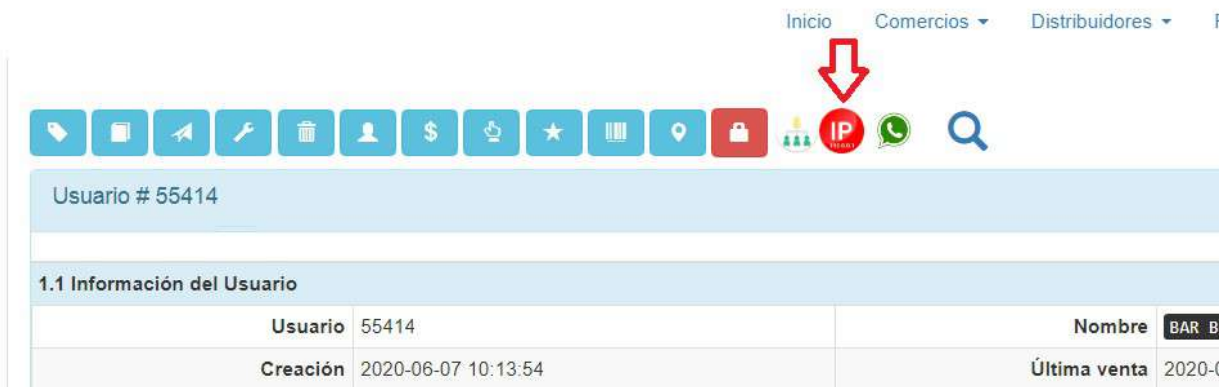 Inicio Comercios Distribuidores
IP
Usuario # 55414
1.1 Información del Usuario
Usuario 55414 Nombre BAR B
Creación 2020-06-07 10:13:54 Última venta 2020-0